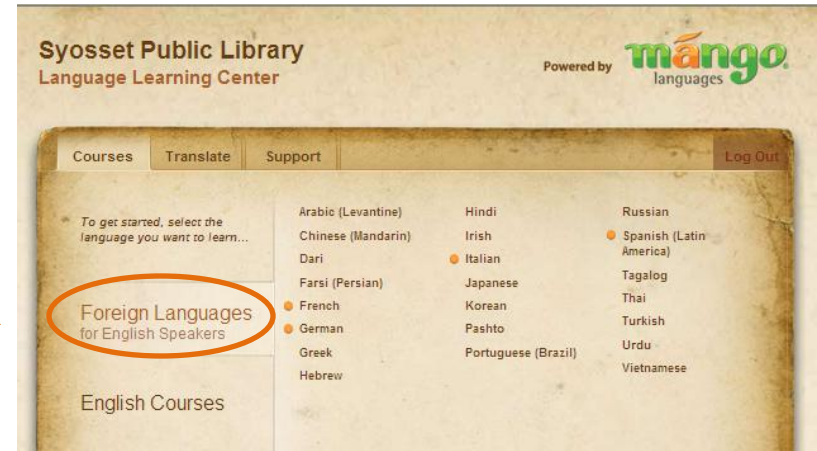 Syosset Public Library
Language Learning Center
Powered by
mango
languages
Courses
Translate
Support
Log Out
To get started, select the
language you want to learn...
Foreign Languages
for English Speakers
English Courses
Arabic (Levantine)
Chinese (Mandarin)
Dari
Farsi (Persian)
French
German
Greek
Hebrew
Hindi
Irish
Italian
Japanese
Korean
Pashto
Portuguese (Brazil)
Russian
Spanish (Latin
America)
Tagalog
Thai
Turkish
Urdu
Vietnamese